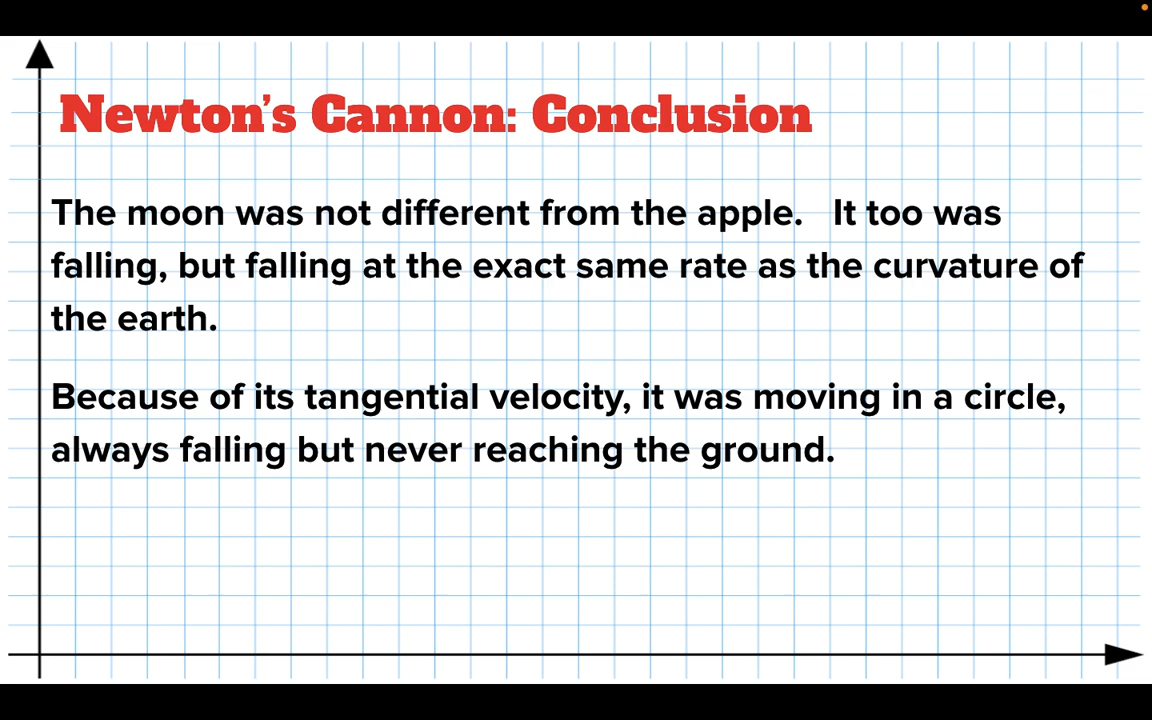 Newton's Cannon: Conclusion
The moon was not different from the apple.   It too was
falling, but falling at the exact same rate as the curvature of
the earth.
Because of its tangential velocity, it was moving in a circle,
always falling but never reaching the ground.